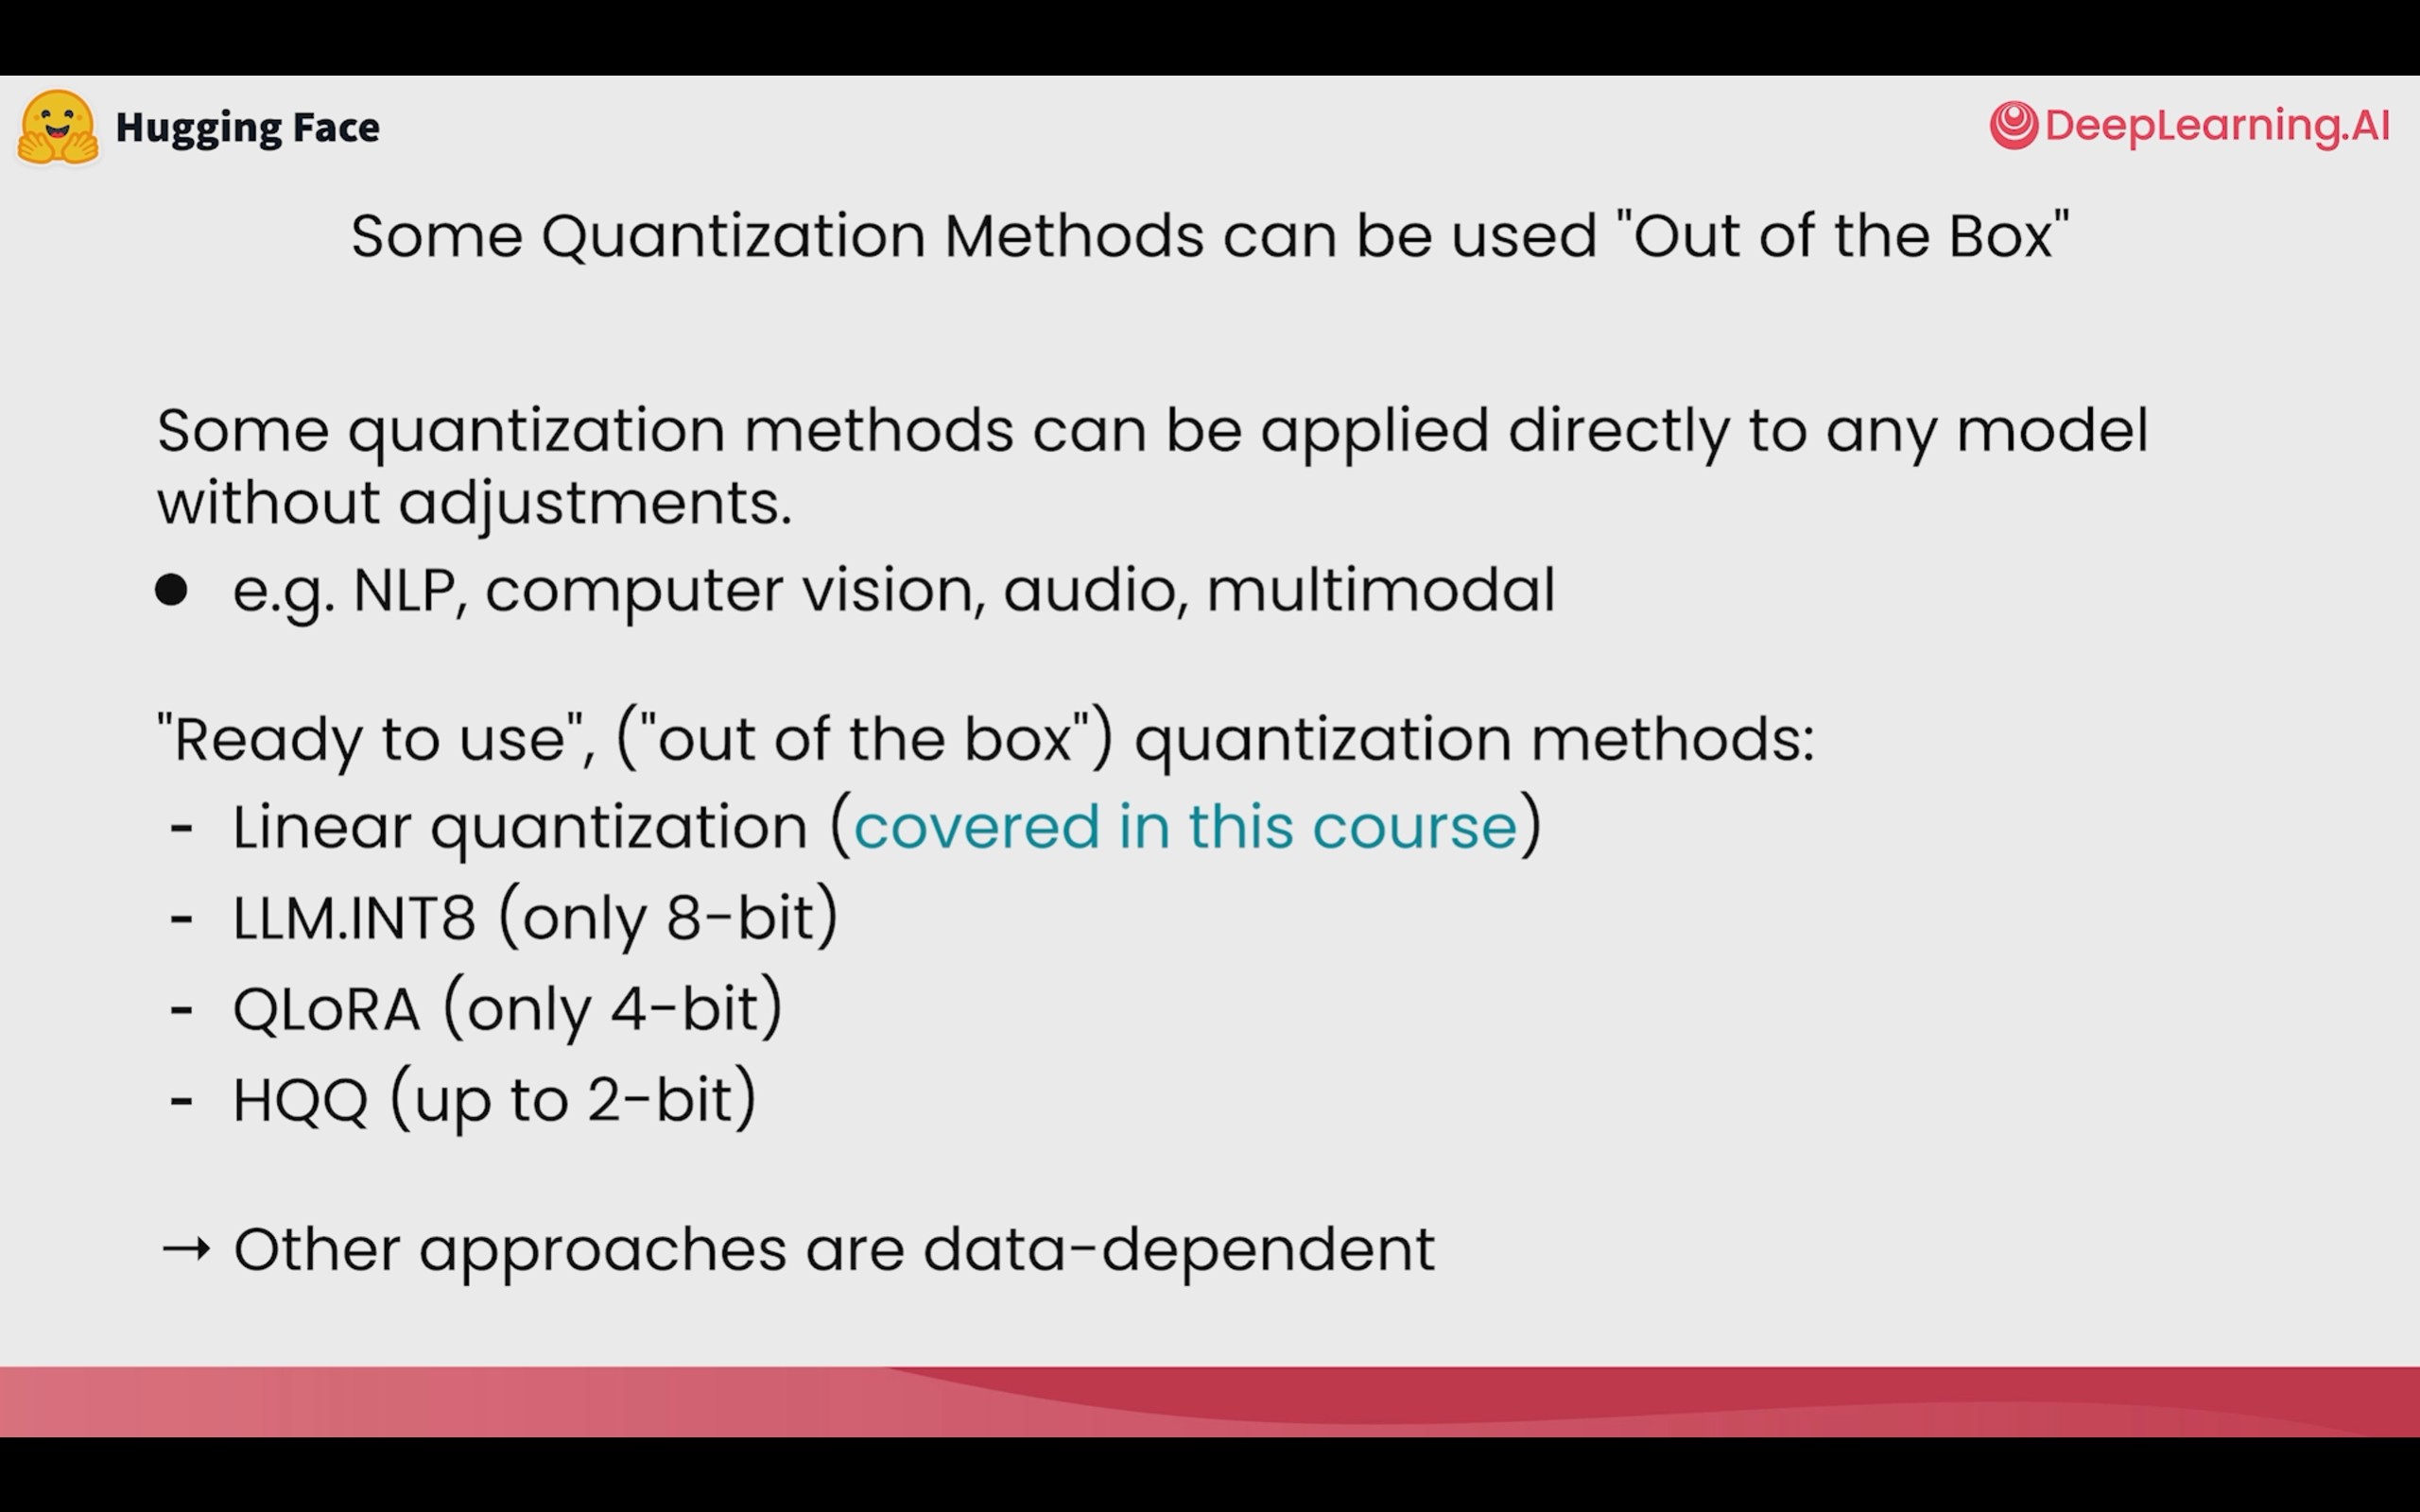 Hugging Face
DeepLearning.AI
Some Quantization Methods can be used "Out of the Box"
Some quantization methods can be applied directly to any model
without adjustments.
● e.g. NLP, computer vision, audio, multimodal
"Ready to use", ("out of the box") quantization methods:
- Linear quantization (covered in this course)
- LLM.INT8 (only 8-bit)
- QLoRA (only 4-bit)
- HQQ (up to 2-bit)
→ Other approaches are data-dependent